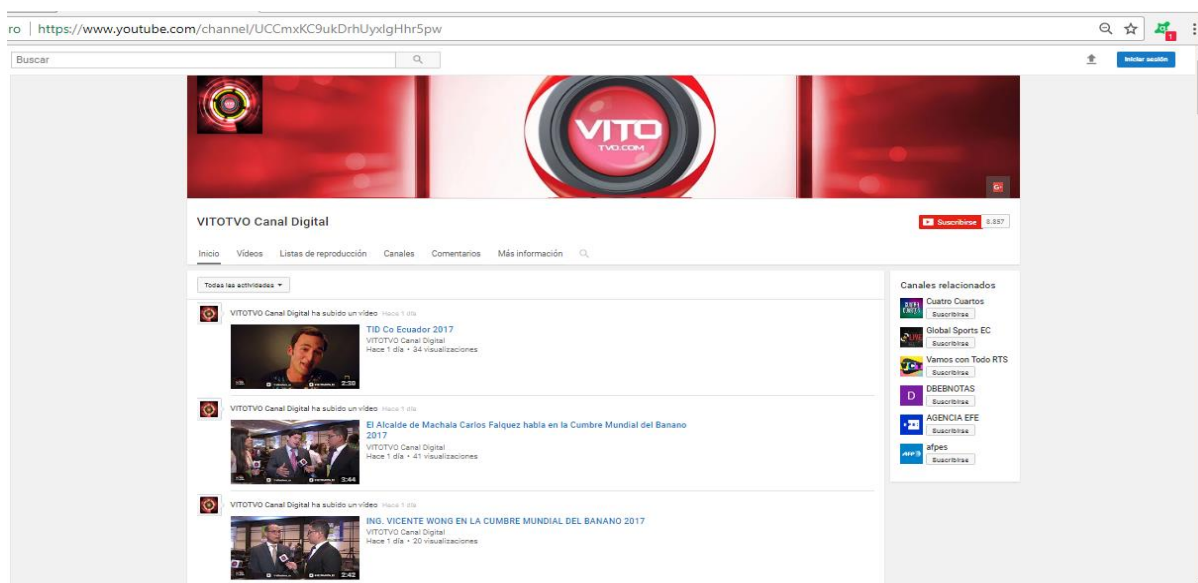 ro | https://www.youtube.com/channel/UCCmxKC9ukDrhUyxlgHhr5pw
1
Buscar
Iniciar sesión
VITO
TVO.COM
G+
VITOTVO Canal Digital
Suscribirse 3.857
Inicio Vídeos Listas de reproducción Canales Comentarios Más información
Todas las actividades
Canales relacionados
VITOTVO Canal Digital ha subido un vídeo Hace 1 día
TID Co Ecuador 2017
VITOTVO Canal Digital
Hace 1 día • 34 visualizaciones
2:30
VITOTVO Canal Digital ha subido un vídeo Hace 1 día
El Alcalde de Machala Carlos Falquez habla en la Cumbre Mundial del Banano
2017
VITOTVO Canal Digital
Hace 1 día • 41 visualizaciones
3:44
VITOTVO Canal Digital ha subido un vídeo Hace 1 día
ING. VICENTE WONG EN LA CUMBRE MUNDIAL DEL BANANO 2017
VITOTVO Canal Digital
Hace 1 día • 20 visualizaciones
2:42
Cuatro Cuartos
Suscribirse
Global Sports EC
Suscribirse
Vamos con Todo RTS
Suscribirse
D
DBEBNOTAS
Suscribirse
AGENCIA EFE
Suscribirse
AFP
afpes
Suscribirse